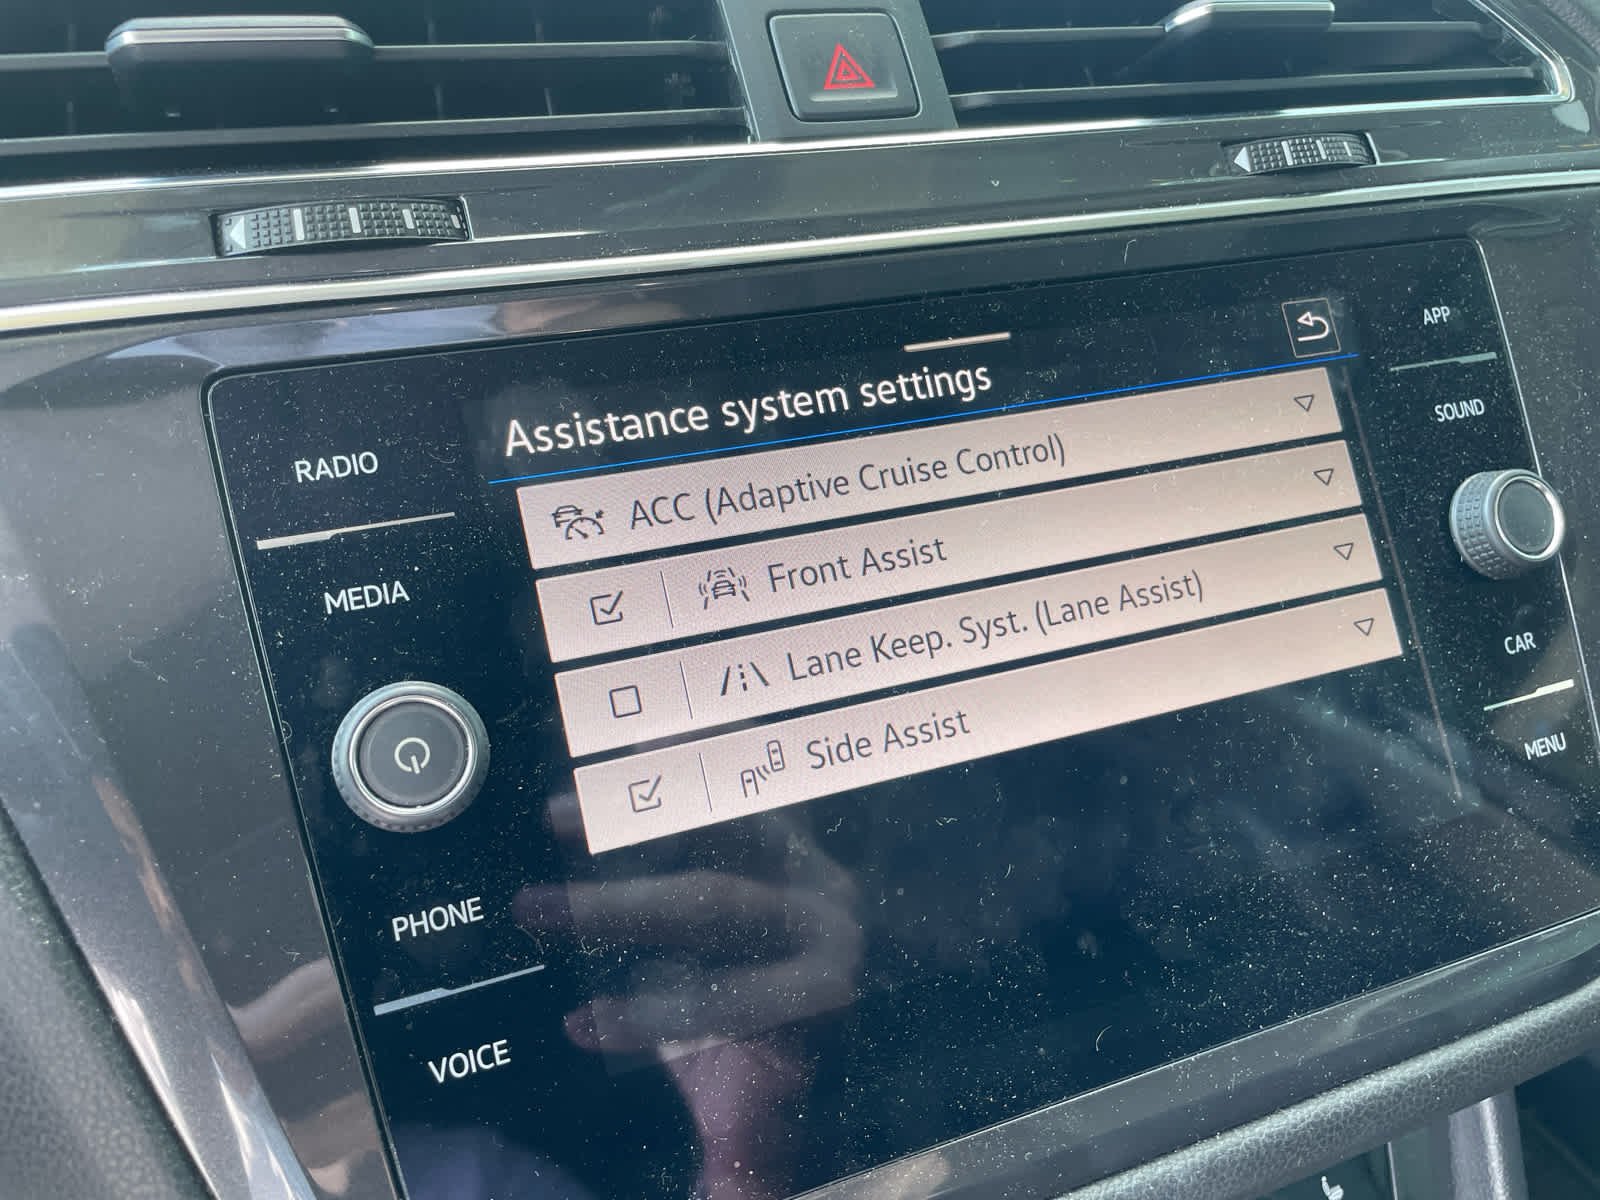 Assistance system settings
ACC (Adaptive Cruise Control)
Front Assist
Lane Keep. Syst. (Lane Assist)
Side Assist
RADIO
MEDIA
PHONE
VOICE
APP
SOUND
CAR
MENU